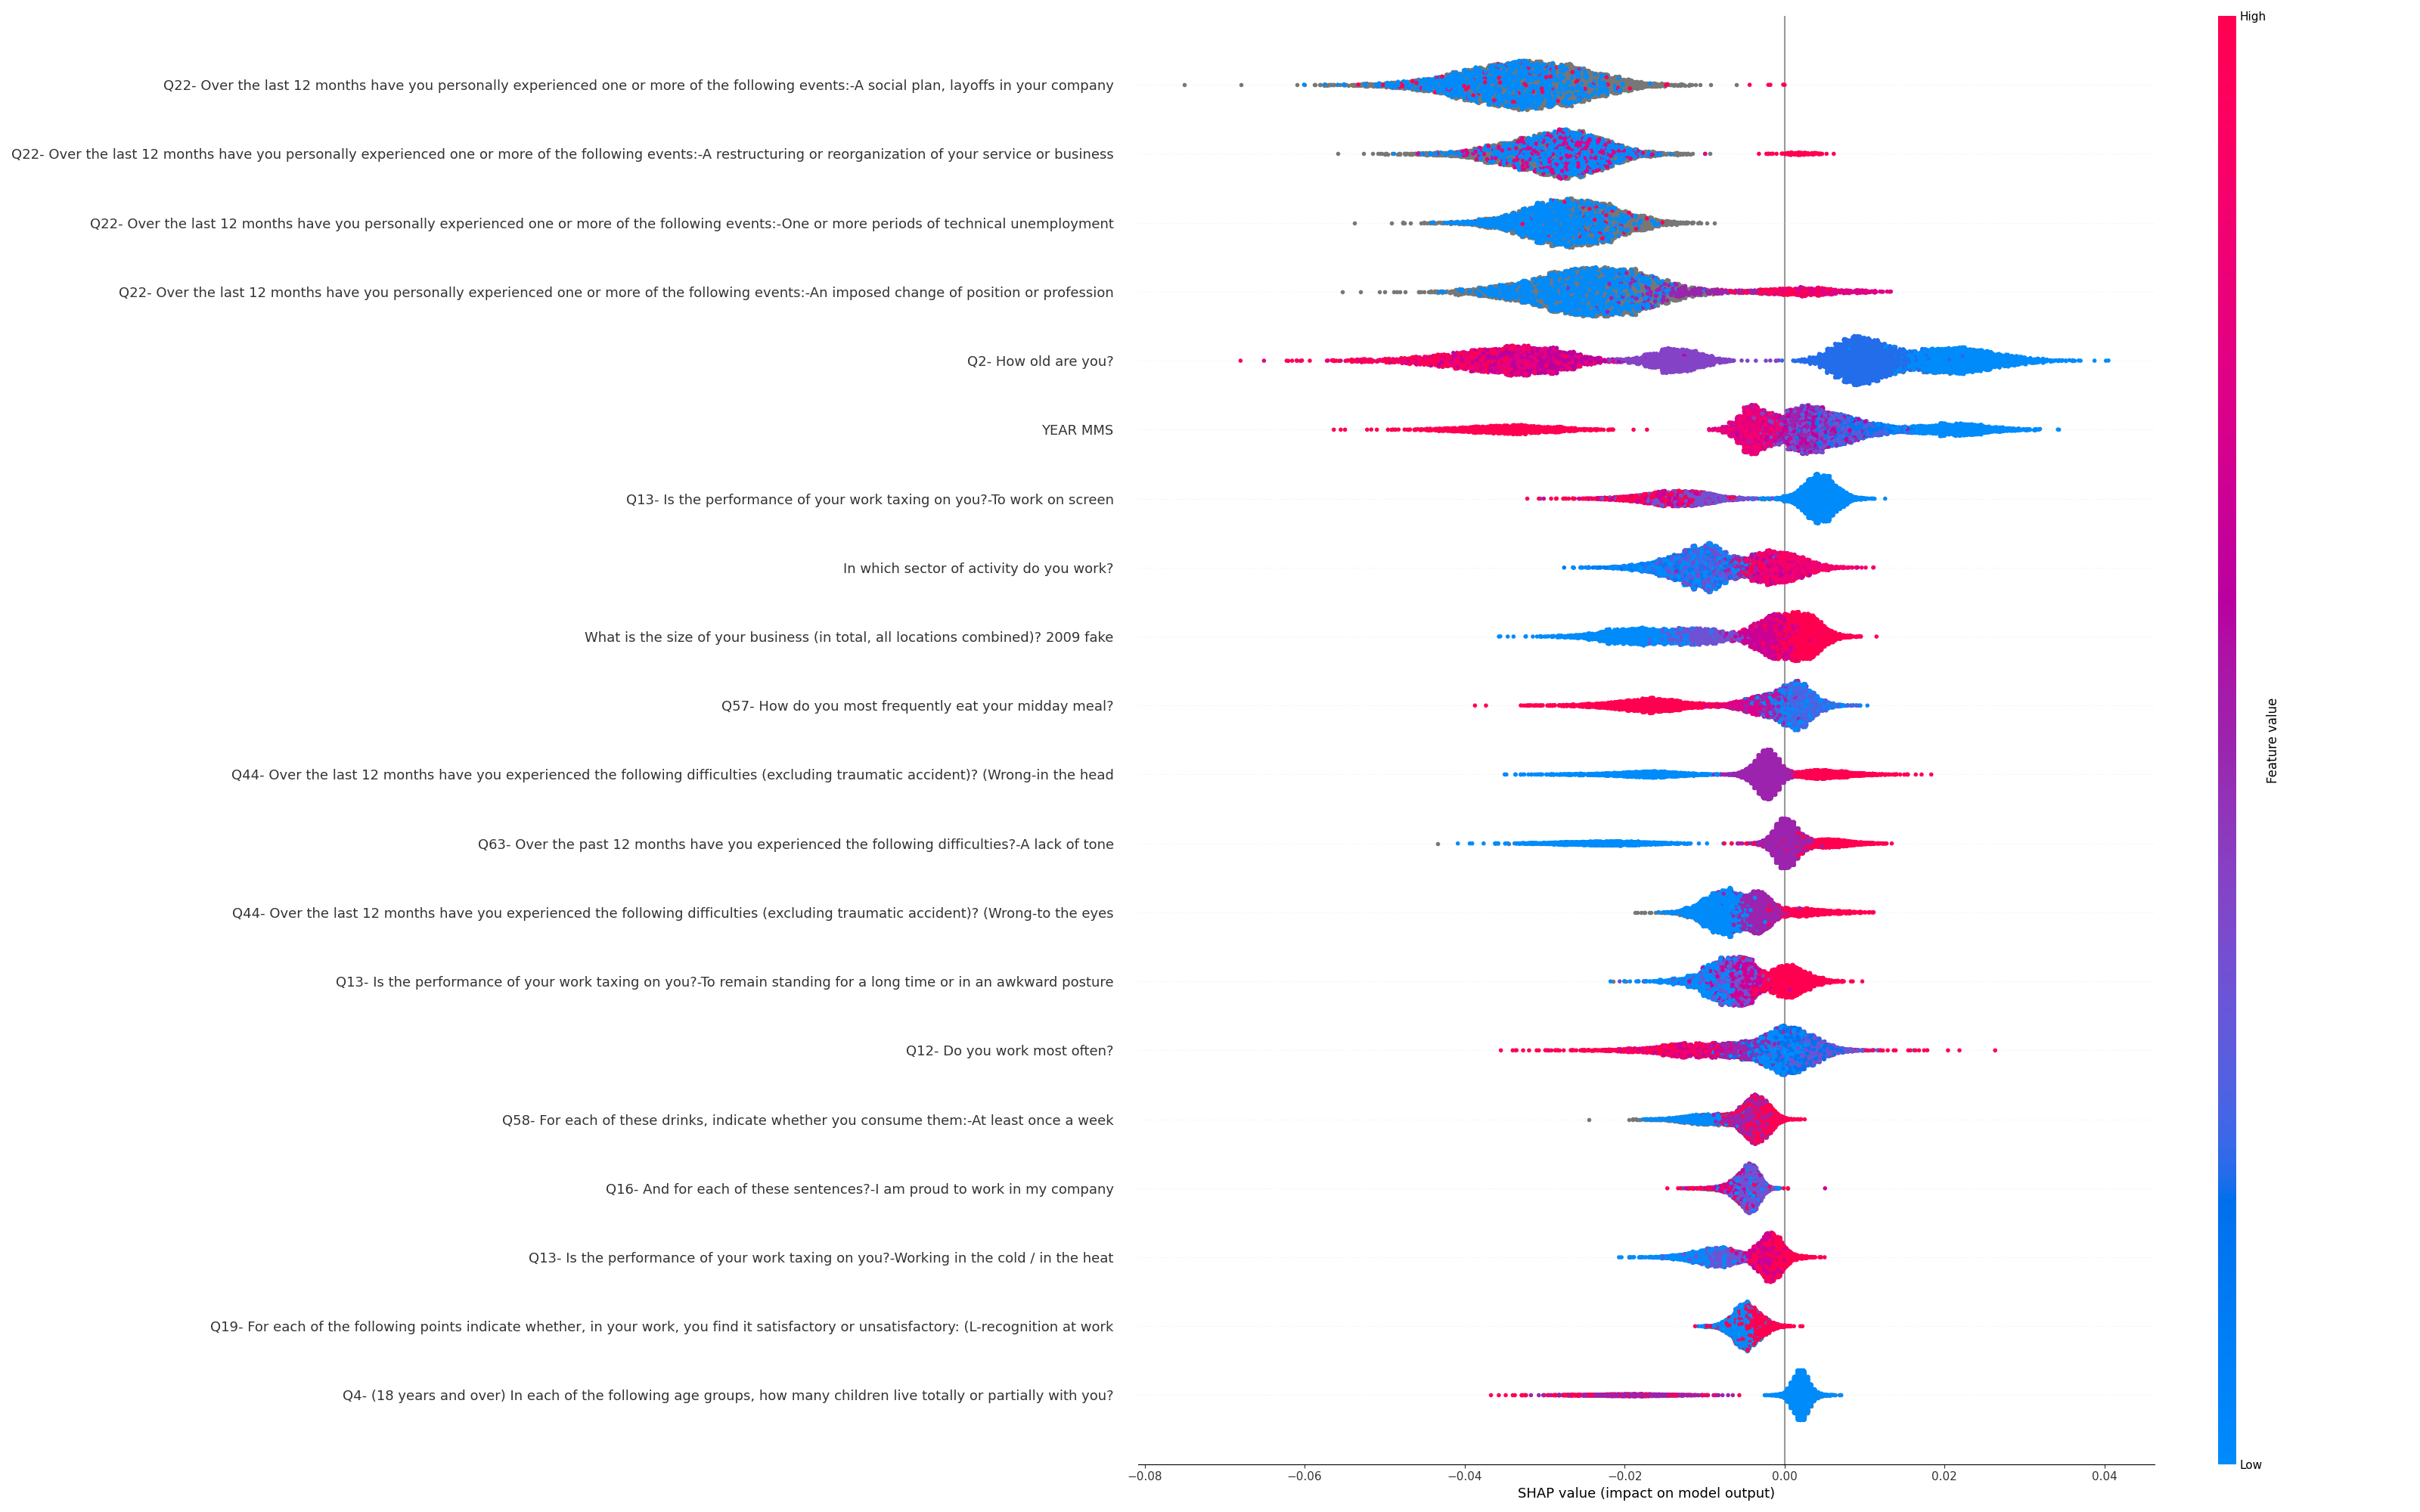 High
Q22- Over the last 12 months have you personally experienced one or more of the following events:-A social plan, layoffs in your company
Q22- Over the last 12 months have you personally experienced one or more of the following events:-A restructuring or reorganization of your service or business
Q22- Over the last 12 months have you personally experienced one or more of the following events:-One or more periods of technical unemployment
Q22- Over the last 12 months have you personally experienced one or more of the following events:-An imposed change of position or profession
Q2- How old are you?
YEAR MMS
Q13- Is the performance of your work taxing on you?-To work on screen
In which sector of activity do you work?
What is the size of your business (in total, all locations combined)? 2009 fake
Q57- How do you most frequently eat your midday meal?
Q44- Over the last 12 months have you experienced the following difficulties (excluding traumatic accident)? (Wrong-in the head
Q63- Over the past 12 months have you experienced the following difficulties?-A lack of tone
Q44- Over the last 12 months have you experienced the following difficulties (excluding traumatic accident)? (Wrong-to the eyes
Q13- Is the performance of your work taxing on you?-To remain standing for a long time or in an awkward posture
Q12- Do you work most often?
Q58- For each of these drinks, indicate whether you consume them:-At least once a week
Q16- And for each of these sentences?-I am proud to work in my company
Q13- Is the performance of your work taxing on you?-Working in the cold / in the heat
Q19- For each of the following points indicate whether, in your work, you find it satisfactory or unsatisfactory: (L-recognition at work
Q4- (18 years and over) In each of the following age groups, how many children live totally or partially with you?
Feature value
Low
−0.08 −0.06 −0.04 −0.02 0.00 0.02 0.04
SHAP value (impact on model output)